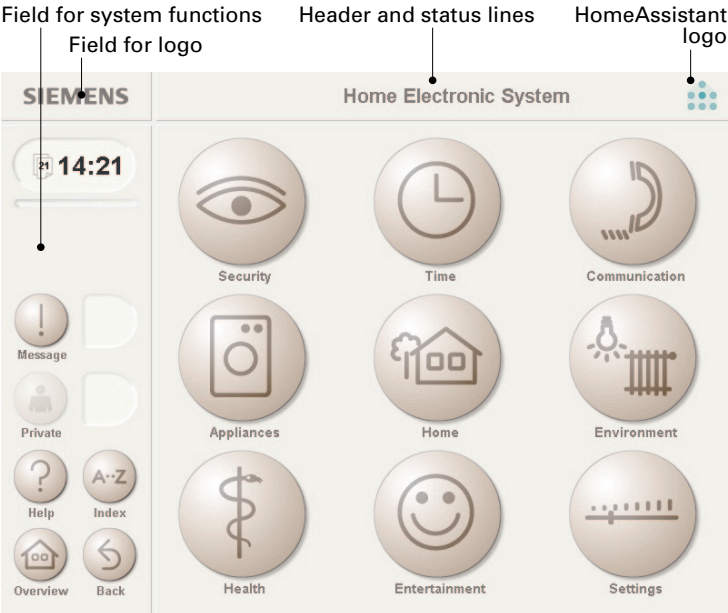 Field for system functions
Header and status lines
HomeAssistant
logo
Field for logo
SIEMENS
Home Electronic System
21
14:21
Security
Time
Communication
Message
Appliances
Home
Environment
Private
A··Z
Help
Index
Overview
Back
Health
Entertainment
Settings